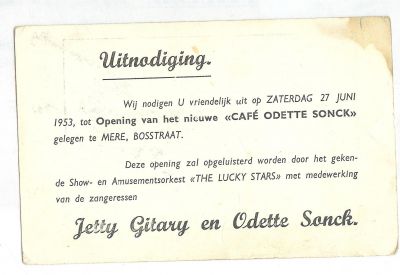 Uitnodiging.
Wij nodigen U vriendelijk uit op ZATERDAG 27 JUNI
1953, tot Opening van het nieuwe «CAFÉ ODETTE SONCK»
gelegen te MERE, BOSSTRAAT.
Deze opening zal opgeluisterd worden door het geken-
de Show- en Amusementsorkest «THE LUCKY STARS» met medewerking
van de zangeressen
Jetty Gitary en Odette Sonck.